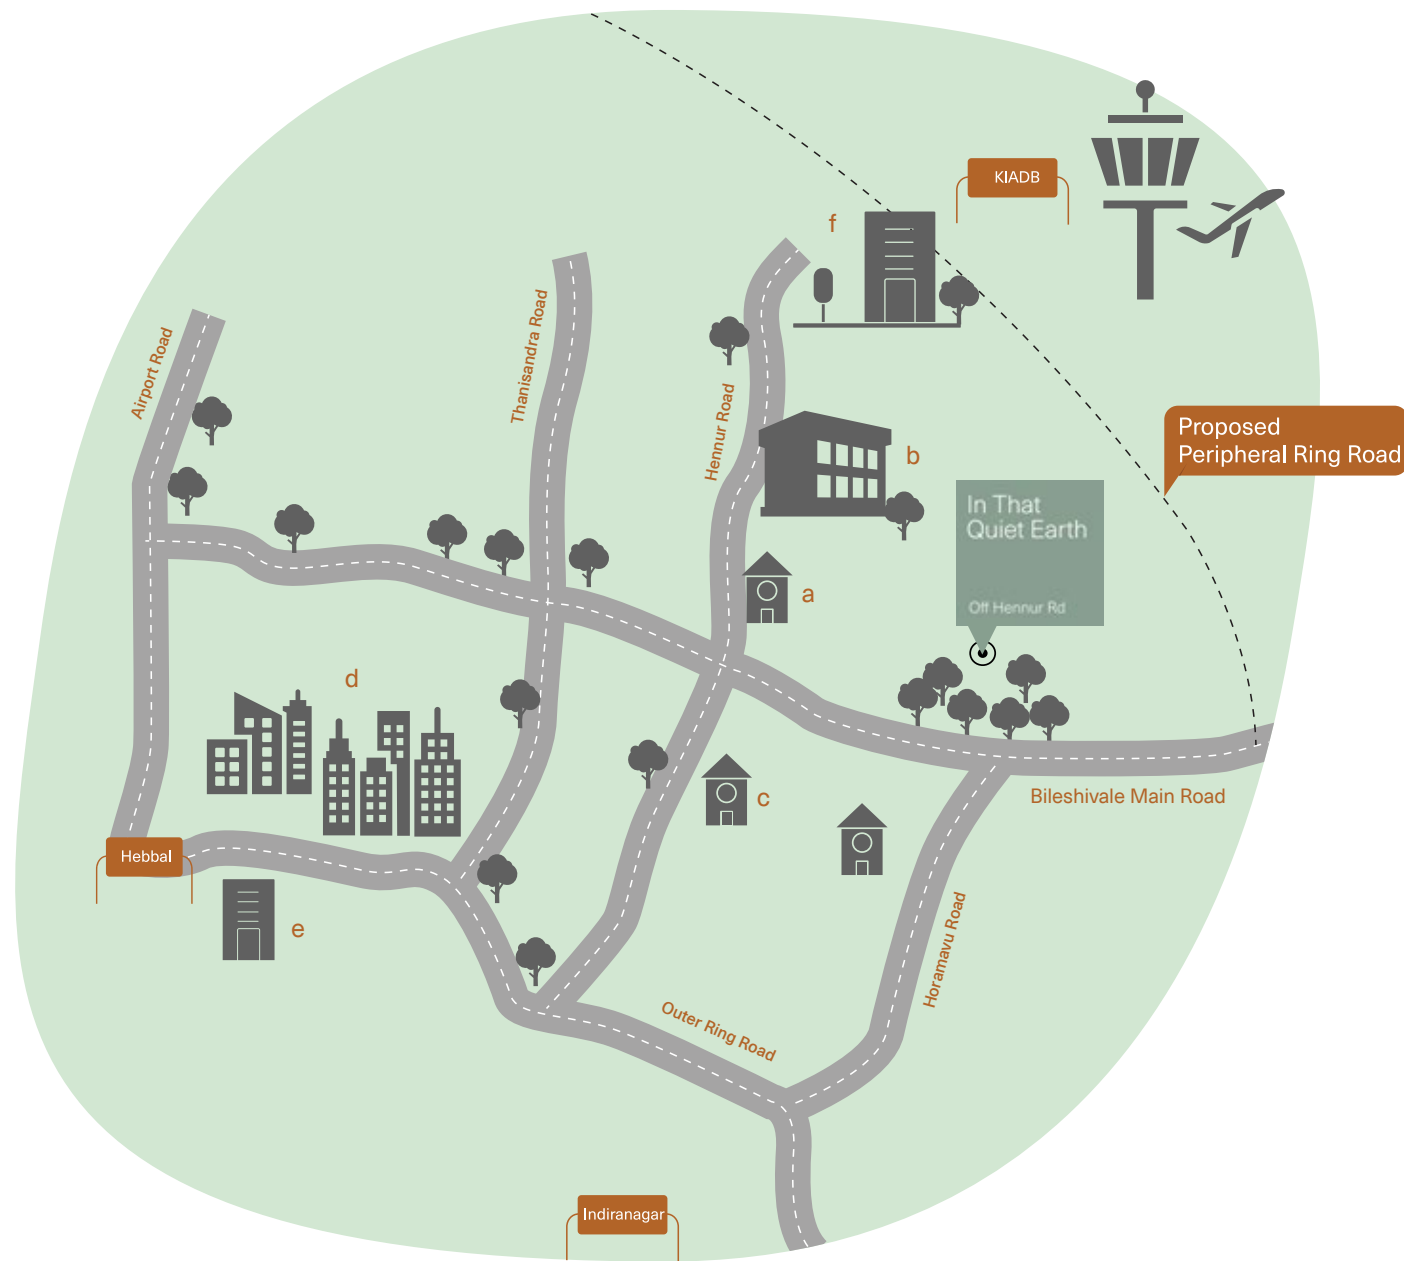 KIADB
f
Airport Road
Thanisandra Road
Hennur Road
Proposed
Peripheral Ring Road
b
In That
Quiet Earth
Off Hennur Rd
a
d
c
Bileshivale Main Road
Hebbal
e
Horamavu Road
Outer Ring Road
Indiranagar